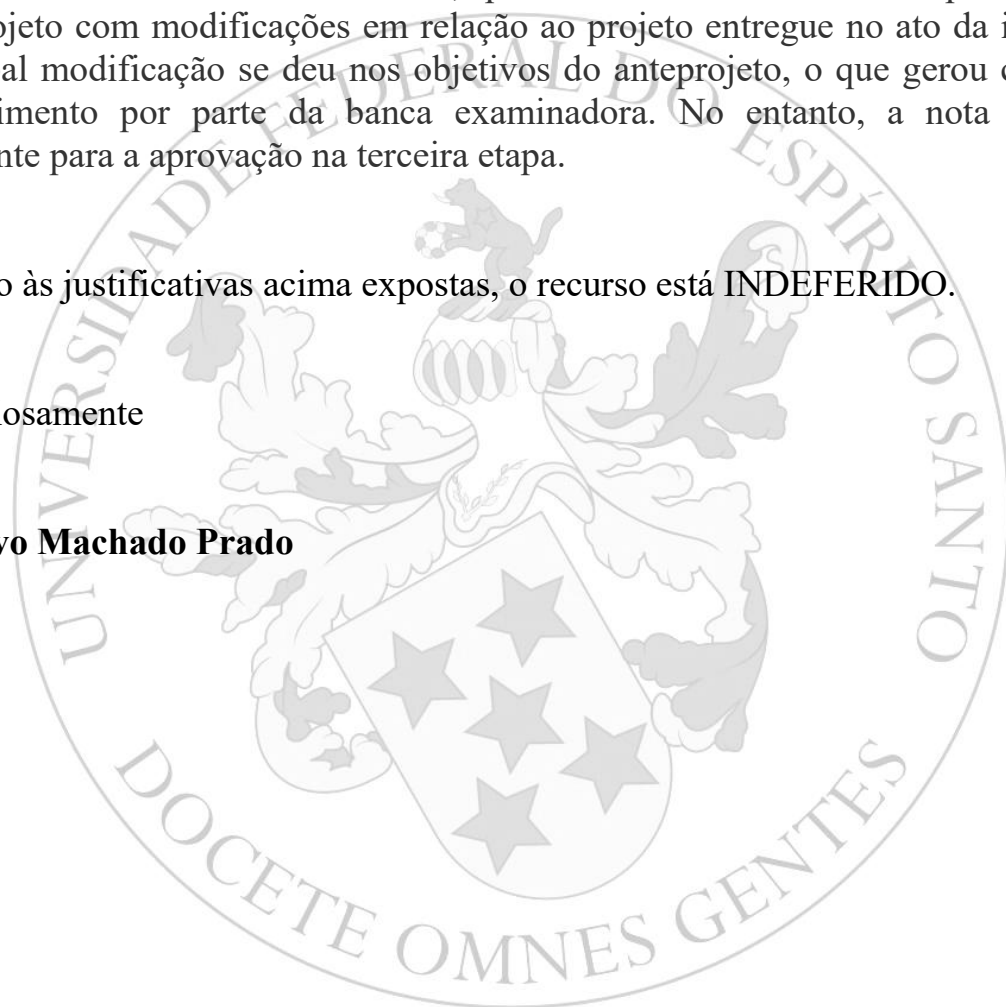 ojeto com modificações em relação ao projeto entregue no ato da i
al modificação se deu nos objetivos do anteprojeto, o que gerou
imento por parte da banca examinadora. No entanto, a nota
nte para a aprovação na terceira etapa.
o às justificativas acima expostas, o recurso está INDEFERIDO.
iosamente
vo Machado Prado
UNIVERSIDADE FEDERAL DO ESPÍRITO SANTO
DOCETE OMNES GENTES